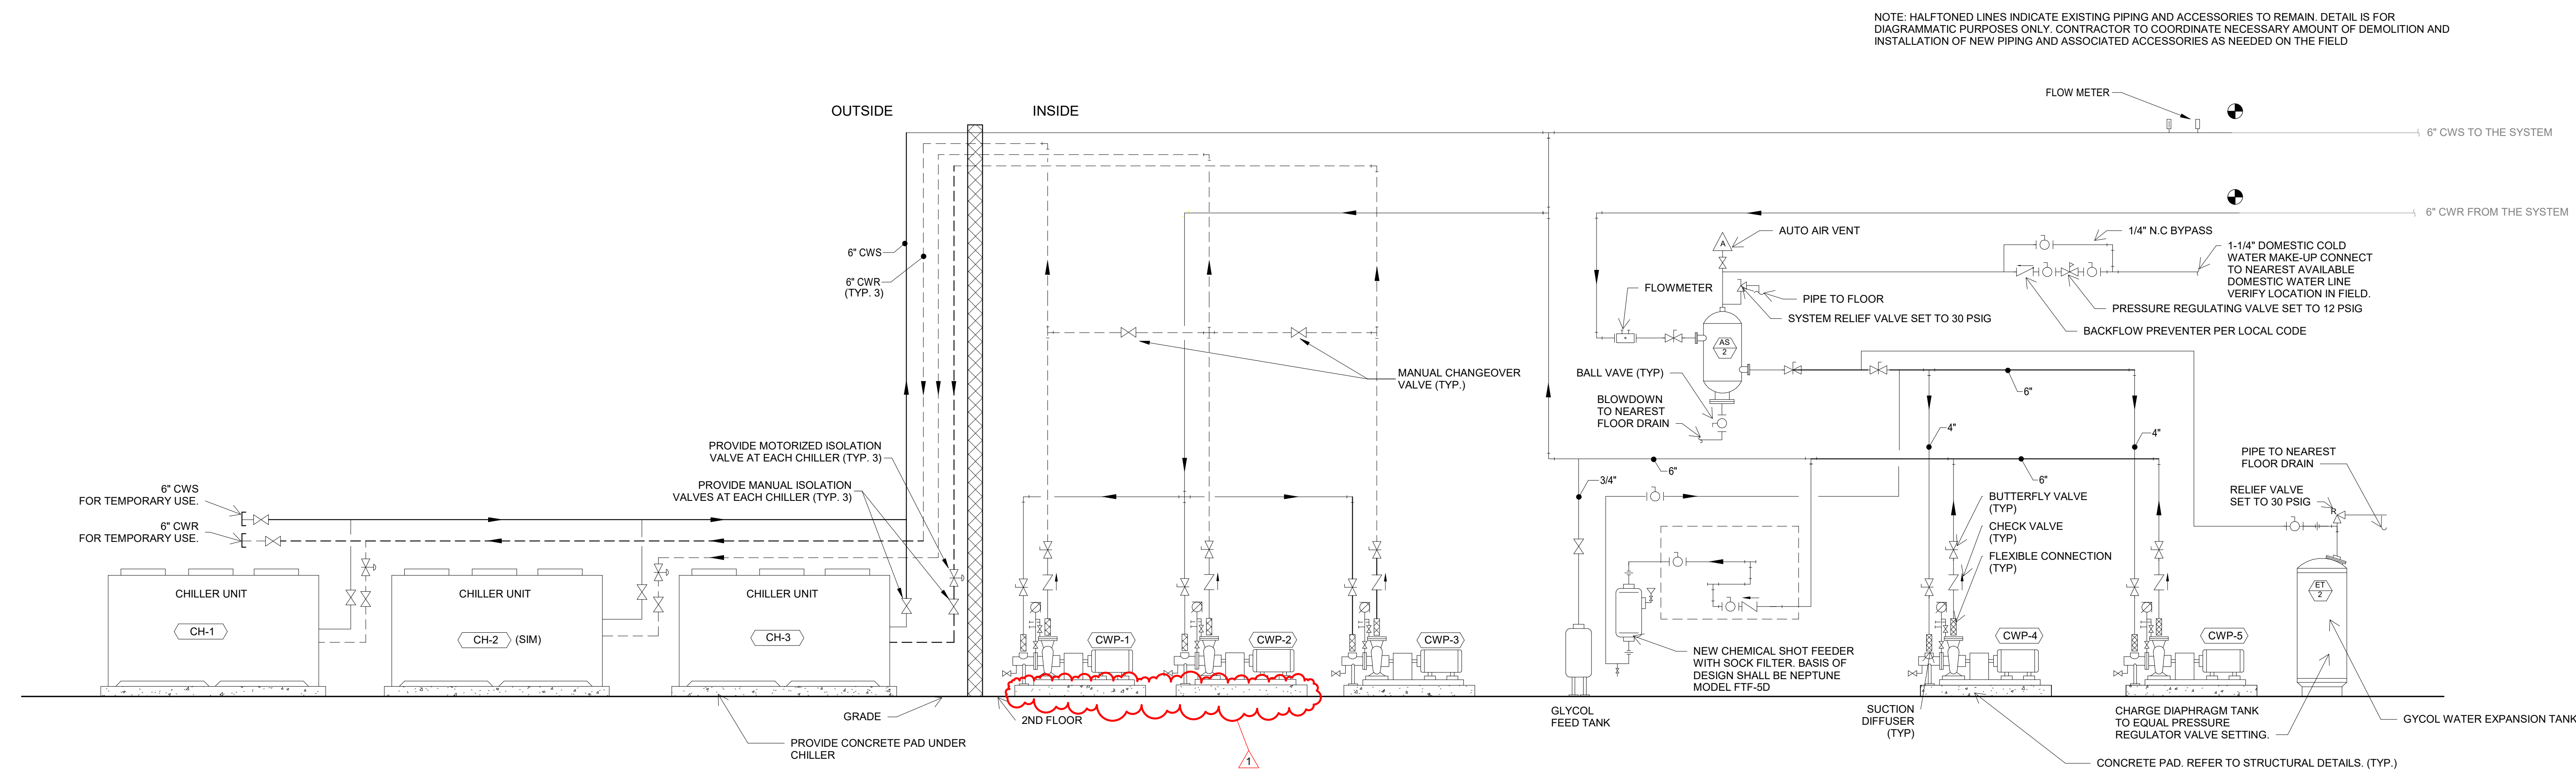 NOTE: HALFTONED LINES INDICATE EXISTING PIPING AND ACCESSORIES TO REMAIN. DETAIL IS FOR
DIAGRAMMATIC PURPOSES ONLY. CONTRACTOR TO COORDINATE NECESSARY AMOUNT OF DEMOLITION AND
INSTALLATION OF NEW PIPING AND ASSOCIATED ACCESSORIES AS NEEDED ON THE FIELD
FLOW METER
OUTSIDE
INSIDE
6" CWS TO THE SYSTEM
6" CWR FROM THE SYSTEM
6" CWS
6" CWR
(TYP. 3)
A
AUTO AIR VENT
1/4" N.C BYPASS
1-1/4" DOMESTIC COLD
WATER MAKE-UP CONNECT
TO NEAREST AVAILABLE
DOMESTIC WATER LINE
VERIFY LOCATION IN FIELD.
FLOWMETER
PIPE TO FLOOR
SYSTEM RELIEF VALVE SET TO 30 PSIG
PRESSURE REGULATING VALVE SET TO 12 PSIG
BACKFLOW PREVENTER PER LOCAL CODE
AS
2
MANUAL CHANGEOVER
VALVE (TYP.)
BALL VAVE (TYP)
BLOWDOWN
TO NEAREST
FLOOR DRAIN
6"
4"
4"
6"
6"
3/4"
PIPE TO NEAREST
FLOOR DRAIN
RELIEF VALVE
SET TO 30 PSIG
R
PROVIDE MOTORIZED ISOLATION
VALVE AT EACH CHILLER (TYP. 3)
PROVIDE MANUAL ISOLATION
VALVES AT EACH CHILLER (TYP. 3)
6" CWS
FOR TEMPORARY USE.
6" CWR
FOR TEMPORARY USE.
BUTTERFLY VALVE
(TYP)
CHECK VALVE
(TYP)
FLEXIBLE CONNECTION
(TYP)
CHILLER UNIT
CH-1
CHILLER UNIT
CH-2
(SIM)
CHILLER UNIT
CH-3
CWP-1
CWP-2
CWP-3
CWP-4
CWP-5
ET
2
NEW CHEMICAL SHOT FEEDER
WITH SOCK FILTER. BASIS OF
DESIGN SHALL BE NEPTUNE
MODEL FTF-5D
GRADE
2ND FLOOR
1
PROVIDE CONCRETE PAD UNDER
CHILLER
GLYCOL
FEED TANK
SUCTION
DIFFUSER
(TYP)
CHARGE DIAPHRAGM TANK
TO EQUAL PRESSURE
REGULATOR VALVE SETTING.
GYCOL WATER EXPANSION TANK
CONCRETE PAD. REFER TO STRUCTURAL DETAILS. (TYP.)